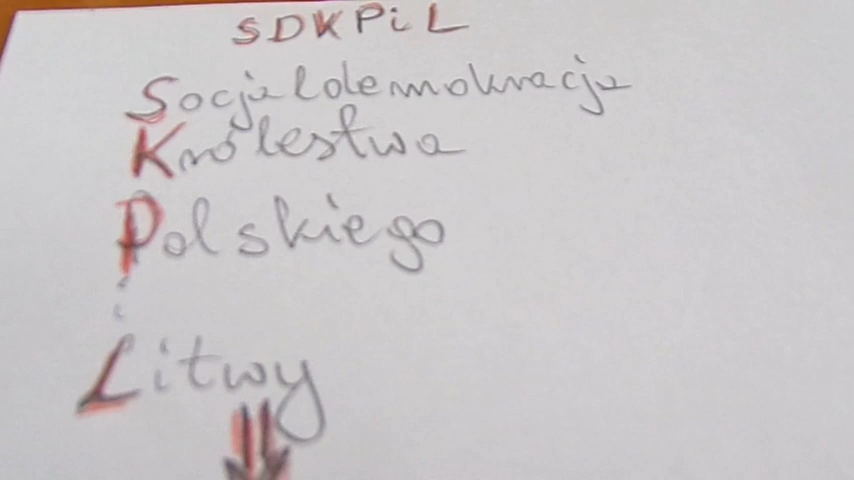 SDKPiL
Socjaldemokracja
Królestwa
Polskiego
i
Litwy